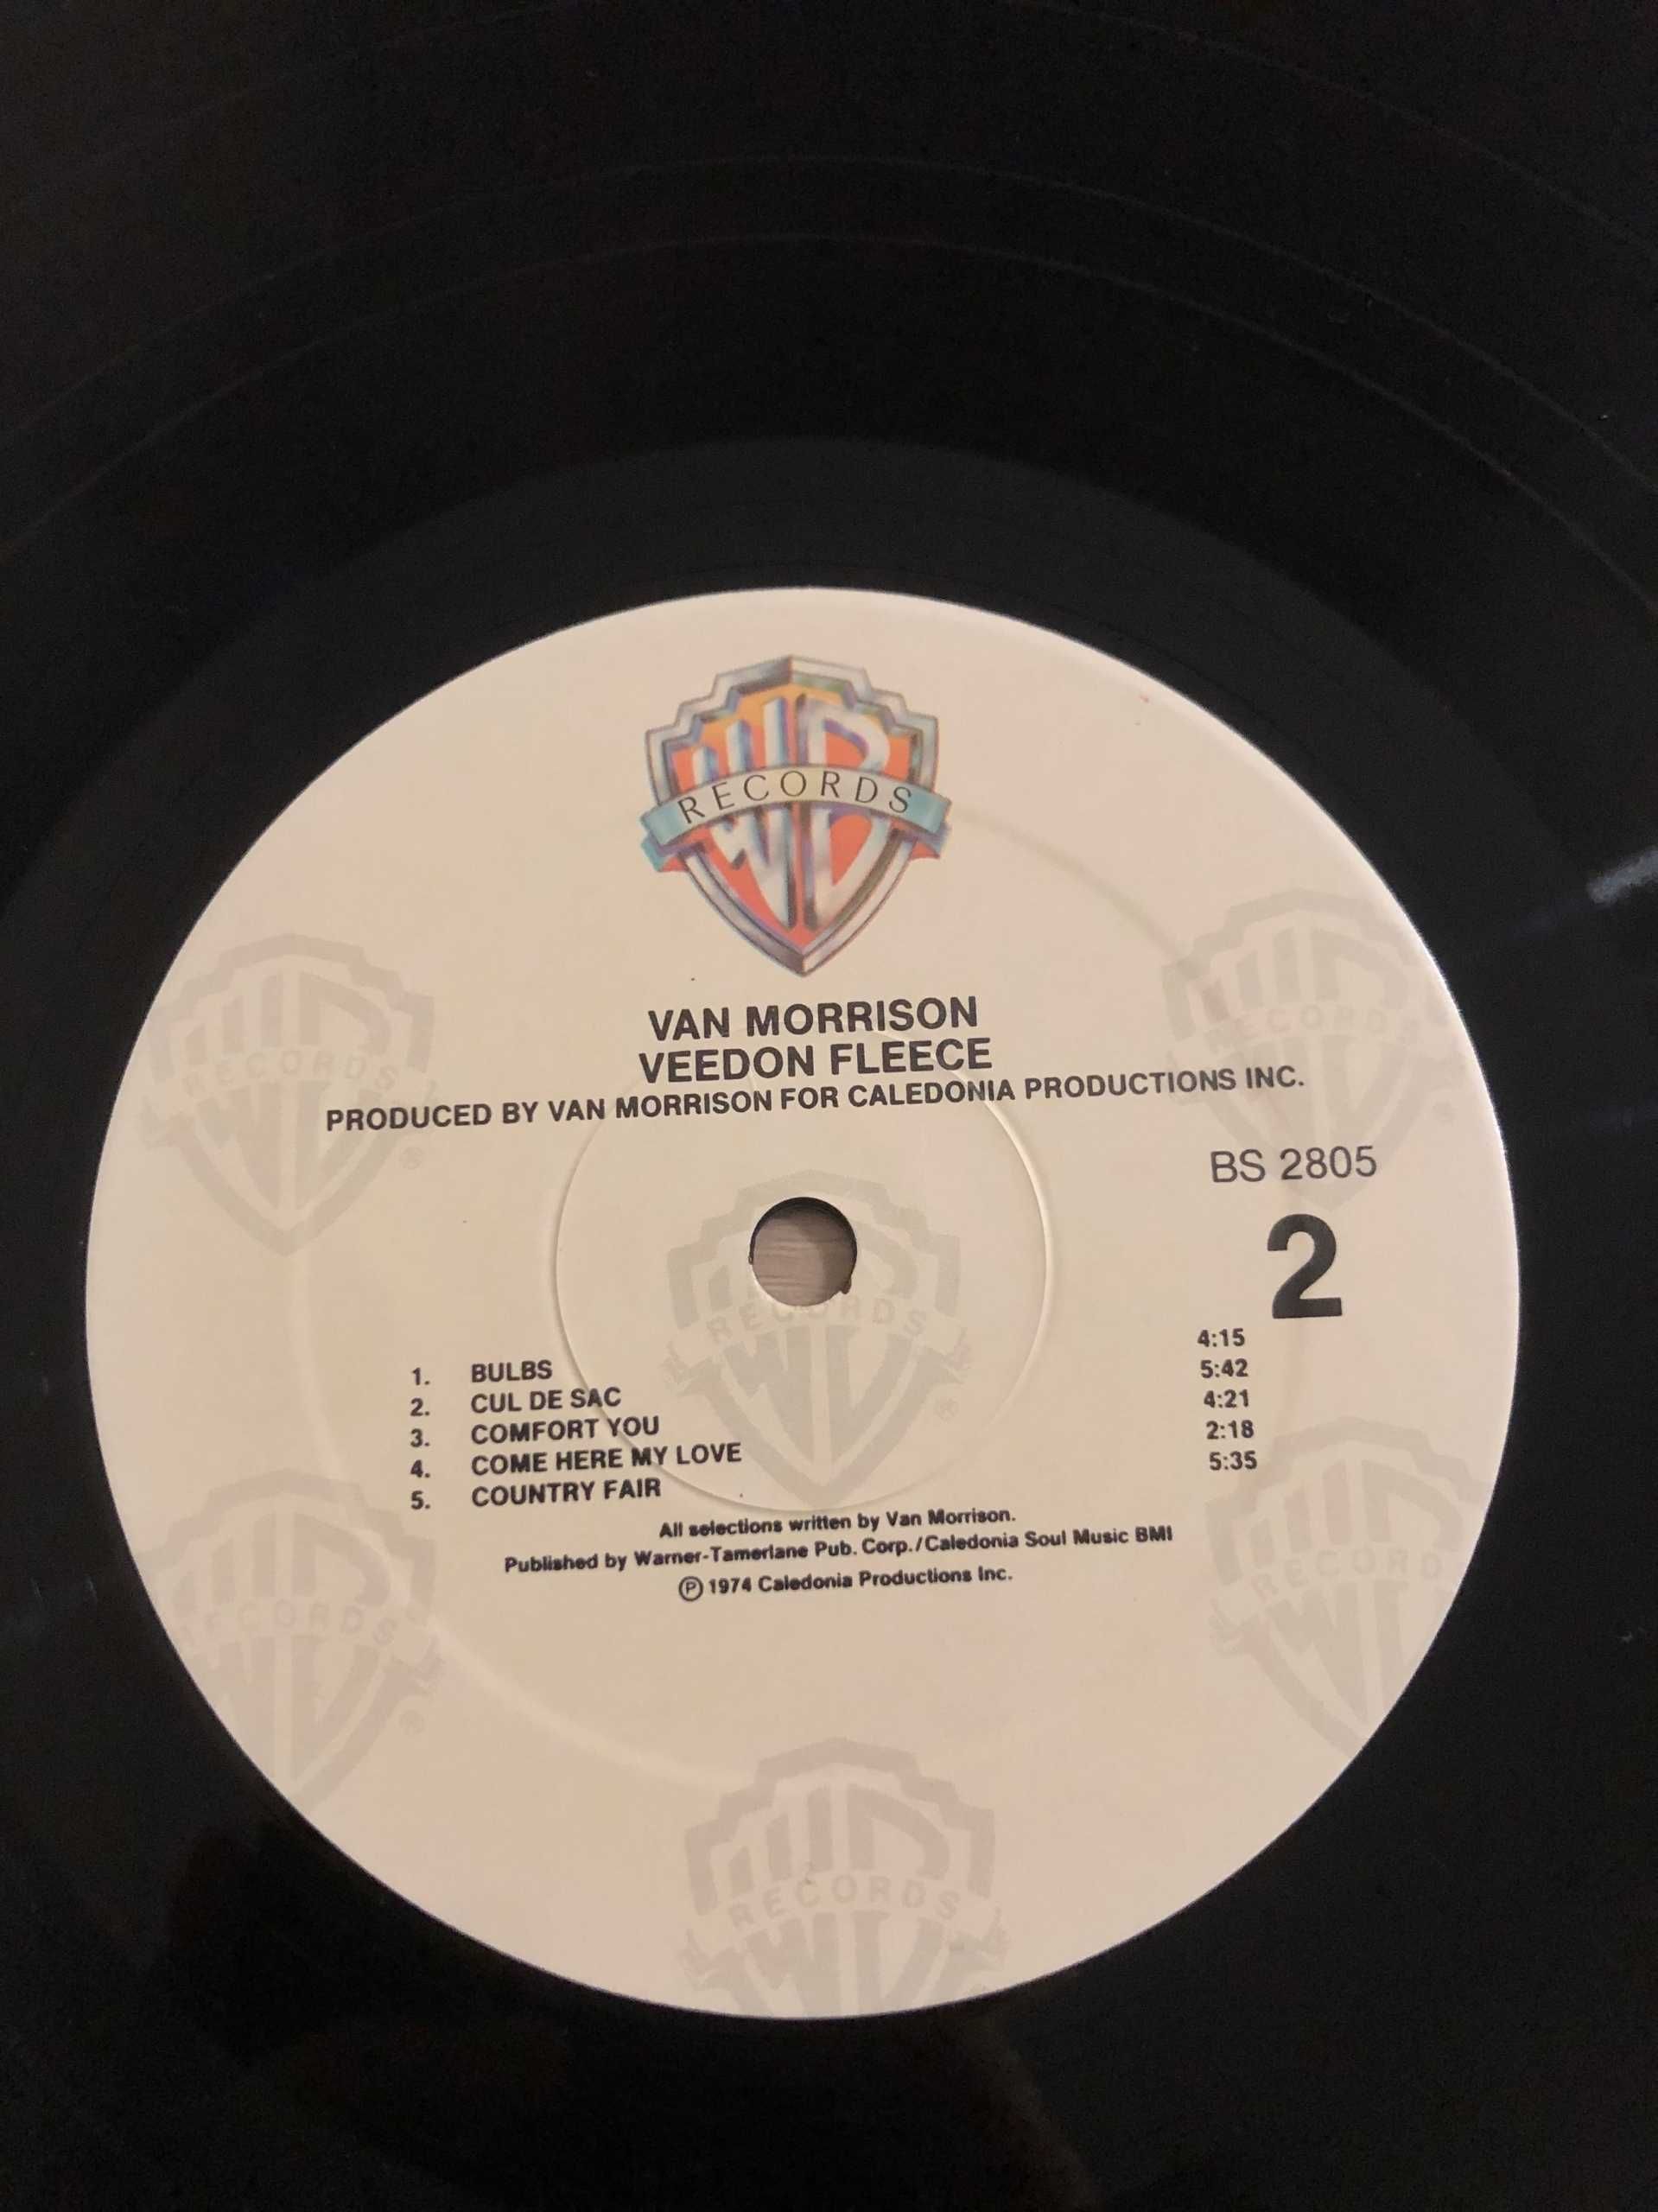 RECORDS
VAN MORRISON
VEEDON FLEECE
PRODUCED BY VAN MORRISON FOR CALEDONIA PRODUCTIONS INC.
BS 2805
2
1. BULBS 4:15
2. CUL DE SAC 5:42
3. COMFORT YOU 4:21
4. COME HERE MY LOVE 2:18
5. COUNTRY FAIR 5:35
All selections written by Van Morrison.
Published by Warner-Tamerlane Pub. Corp./Caledonia Soul Music BMI
Ⓟ 1974 Caledonia Productions Inc.